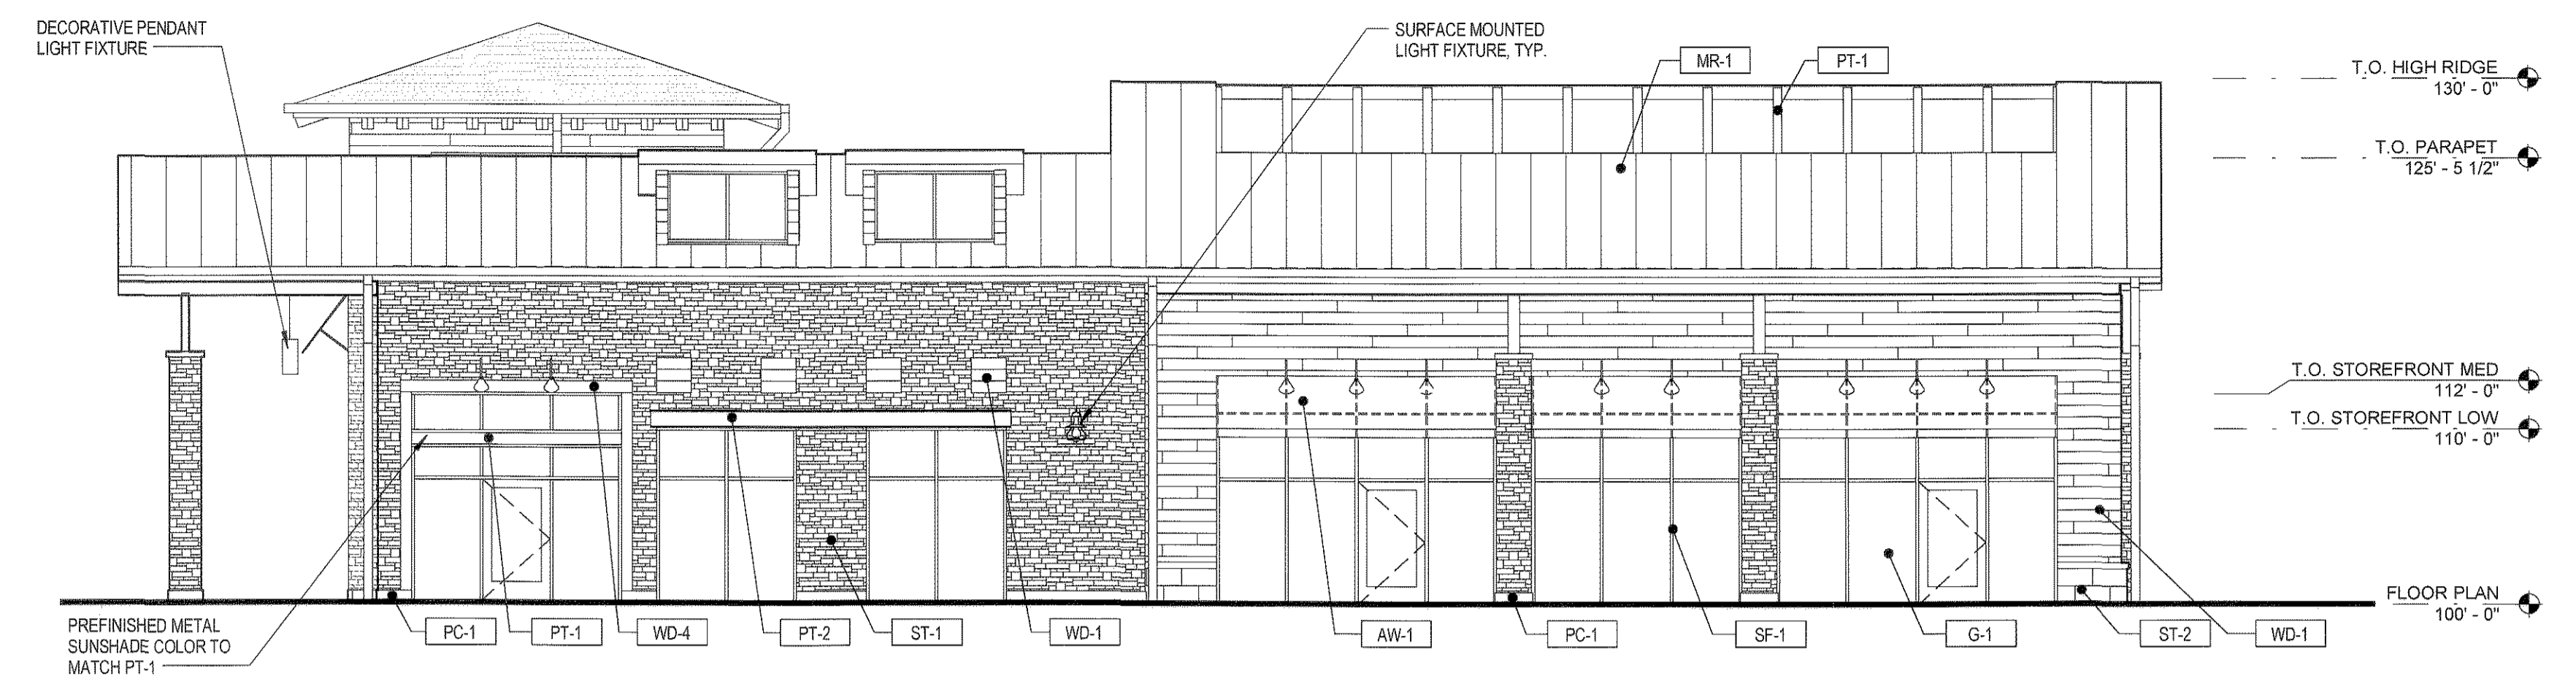 DECORATIVE PENDANT
LIGHT FIXTURE
SURFACE MOUNTED
LIGHT FIXTURE, TYP.
MR-1
PT-1
T.O. HIGH RIDGE
130' - 0"
T.O. PARAPET
125' - 5 1/2"
T.O. STOREFRONT MED
112' - 0"
T.O. STOREFRONT LOW
110' - 0"
FLOOR PLAN
100' - 0"
PREFINISHED METAL
SUNSHADE COLOR TO
MATCH PT-1
PC-1
PT-1
WD-4
PT-2
ST-1
WD-1
AW-1
PC-1
SF-1
G-1
ST-2
WD-1